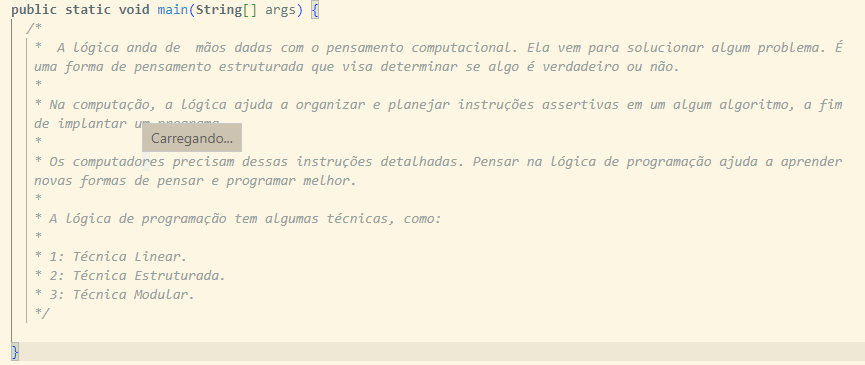 public static void main(String[] args) {
/*
*  A lógica anda de  mãos dadas com o pensamento computacional. Ela vem para solucionar algum problema. É
uma forma de pensamento estruturada que visa determinar se algo é verdadeiro ou não.
*
* Na computação, a lógica ajuda a organizar e planejar instruções assertivas em um algum algoritmo, a fim
de implantar um programa.
Carregando...
*
* Os computadores precisam dessas instruções detalhadas. Pensar na lógica de programação ajuda a aprender
novas formas de pensar e programar melhor.
*
* A lógica de programação tem algumas técnicas, como:
*
* 1: Técnica Linear.
* 2: Técnica Estruturada.
* 3: Técnica Modular.
*/
}